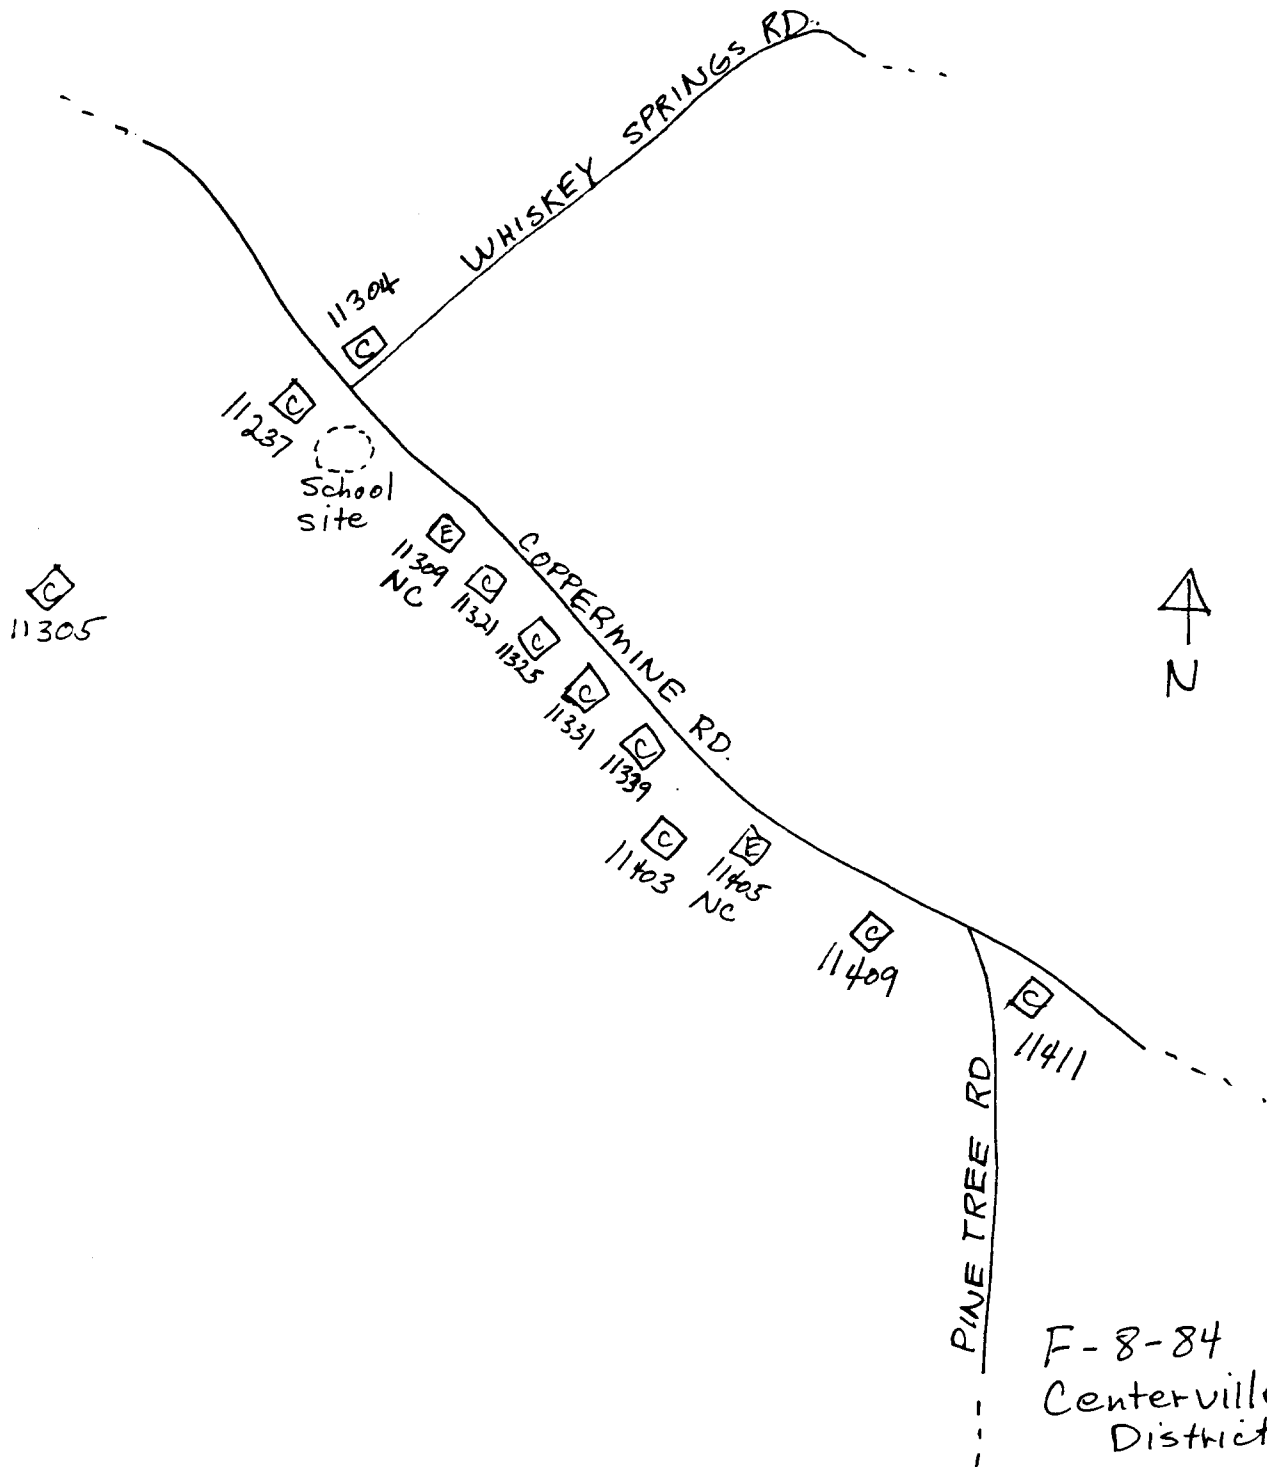 WHISKEY SPRINGS RD.
11304
C
C
11237
School
site
E
11309
NC
C
11305
C
11321
C
11325
C
11331
C
11339
COPPERMINE RD.
N
C
11403
E
11405
NC
C
11409
C
11411
PINE TREE RD
F-8-84
Centerville
District